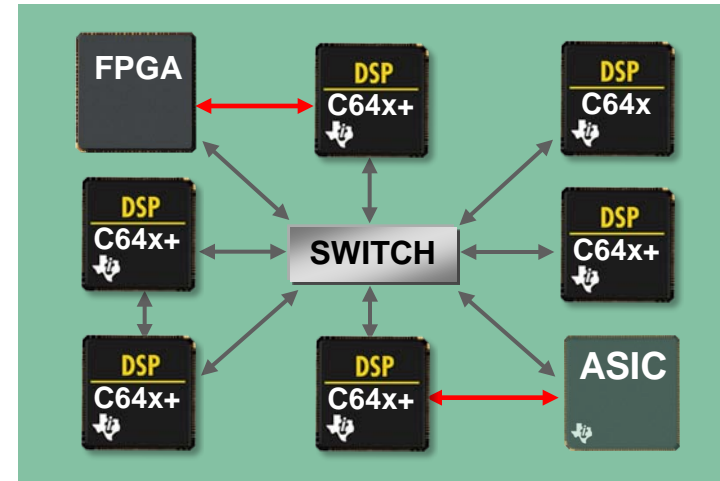 FPGA
DSP
C64x+
DSP
C64x
DSP
C64x+
SWITCH
DSP
C64x+
DSP
C64x+
DSP
C64x+
ASIC